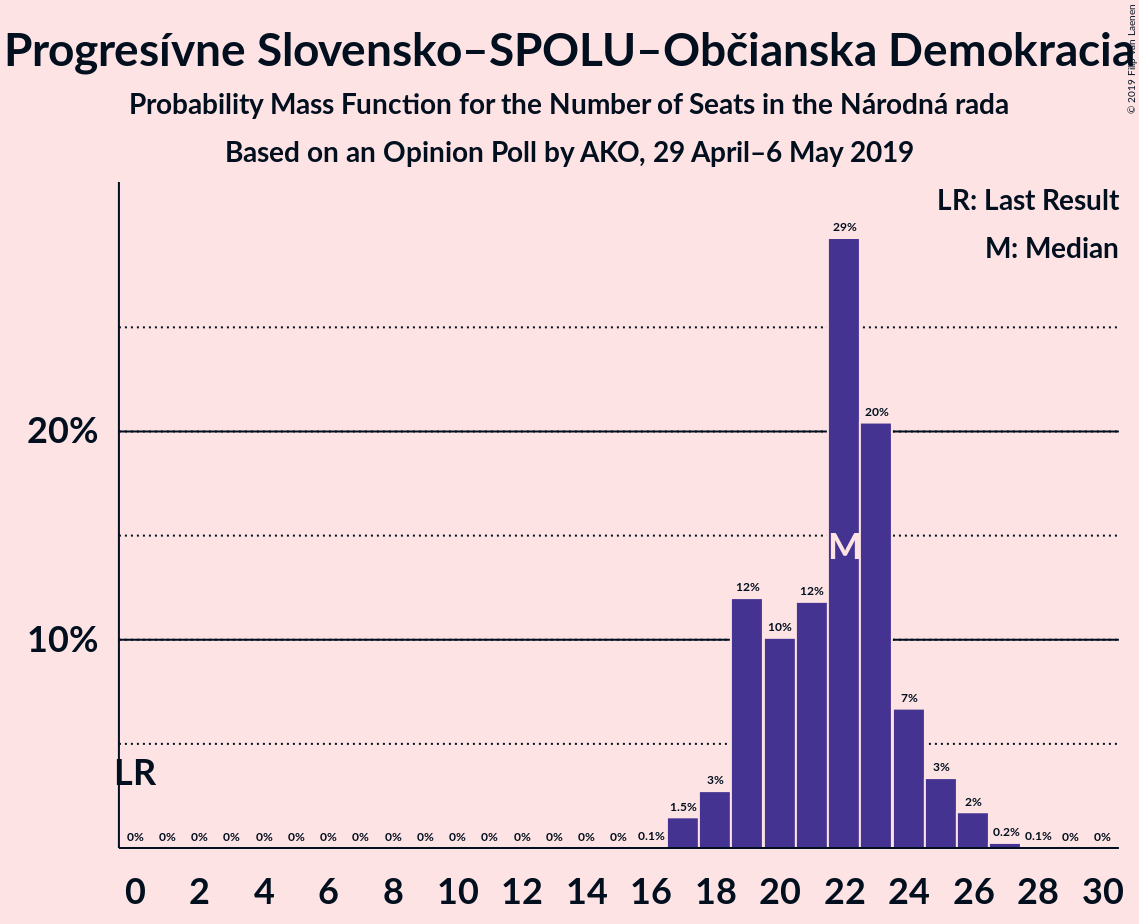 Progresívne Slovensko–SPOLU–Občianska Demokracia
© 2019 Filip van Laenen
Probability Mass Function for the Number of Seats in the Národná rada
Based on an Opinion Poll by AKO, 29 April–6 May 2019
LR: Last Result
M: Median
29%
20%
20%
M
12%
12%
10%
10%
7%
LR
3%
3%
2%
1.5%
0% 0% 0% 0% 0% 0% 0% 0% 0% 0% 0% 0% 0% 0% 0% 0% 0.1% 0.2% 0.1% 0% 0%
0 2 4 6 8 10 12 14 16 18 20 22 24 26 28 30